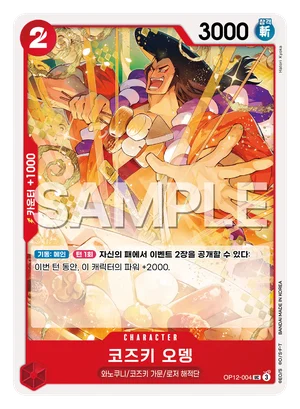 2
3000
참격
斬
카운터 +1000
SAMPLE
기동: 메인 턴 1회 자신의 패에서 이벤트 2장을 공개할 수 있다:
이번 턴 동안, 이 캐릭터의 파워 +2000.
CHARACTER
코즈키 오뎅
와노쿠니/코즈키 가문/로저 해적단
OP12-004 UC 3
BANDAI MADE IN KOREA